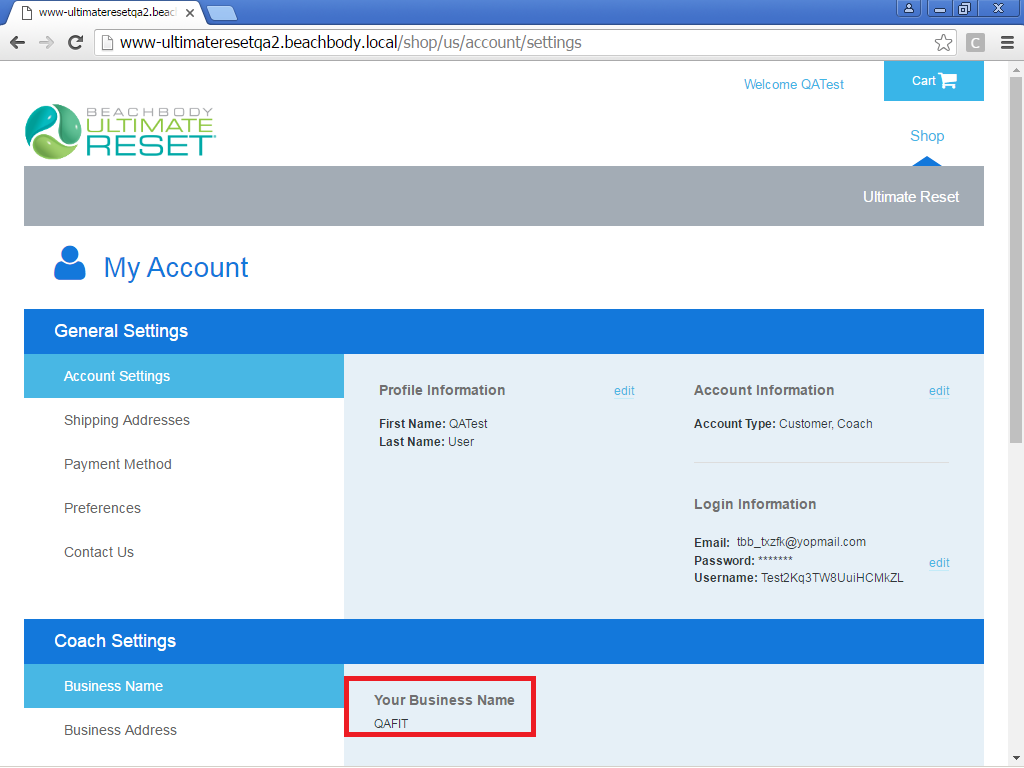 www-ultimateresetqa2.beac
www-ultimateresetqa2.beachbody.local/shop/us/account/settings
C
Welcome QATest
Cart
BEACHBODY
ULTIMATE
RESET
Shop
Ultimate Reset
My Account
General Settings
Account Settings
Shipping Addresses
Payment Method
Preferences
Contact Us
Profile Information
edit
First Name: QATest
Last Name: User
Account Information
edit
Account Type: Customer, Coach
Login Information
Email: tbb_txzfk@yopmail.com
Password: *******
edit
Username: Test2Kq3TW8UuiHCMkZL
Coach Settings
Business Name
Business Address
Your Business Name
QAFIT